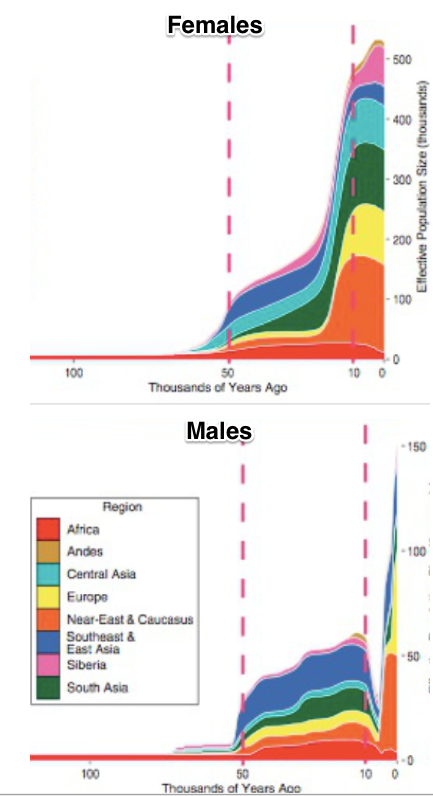 Females
500
400
300
200
100
0
Effective Population Size (thousands)
100
50
10
0
Thousands of Years Ago
Males
150
100
50
0
Region
Africa
Andes
Central Asia
Europe
Near-East & Caucasus
Southeast &
East Asia
Siberia
South Asia
100
50
10
0
Thousands of Years Ago